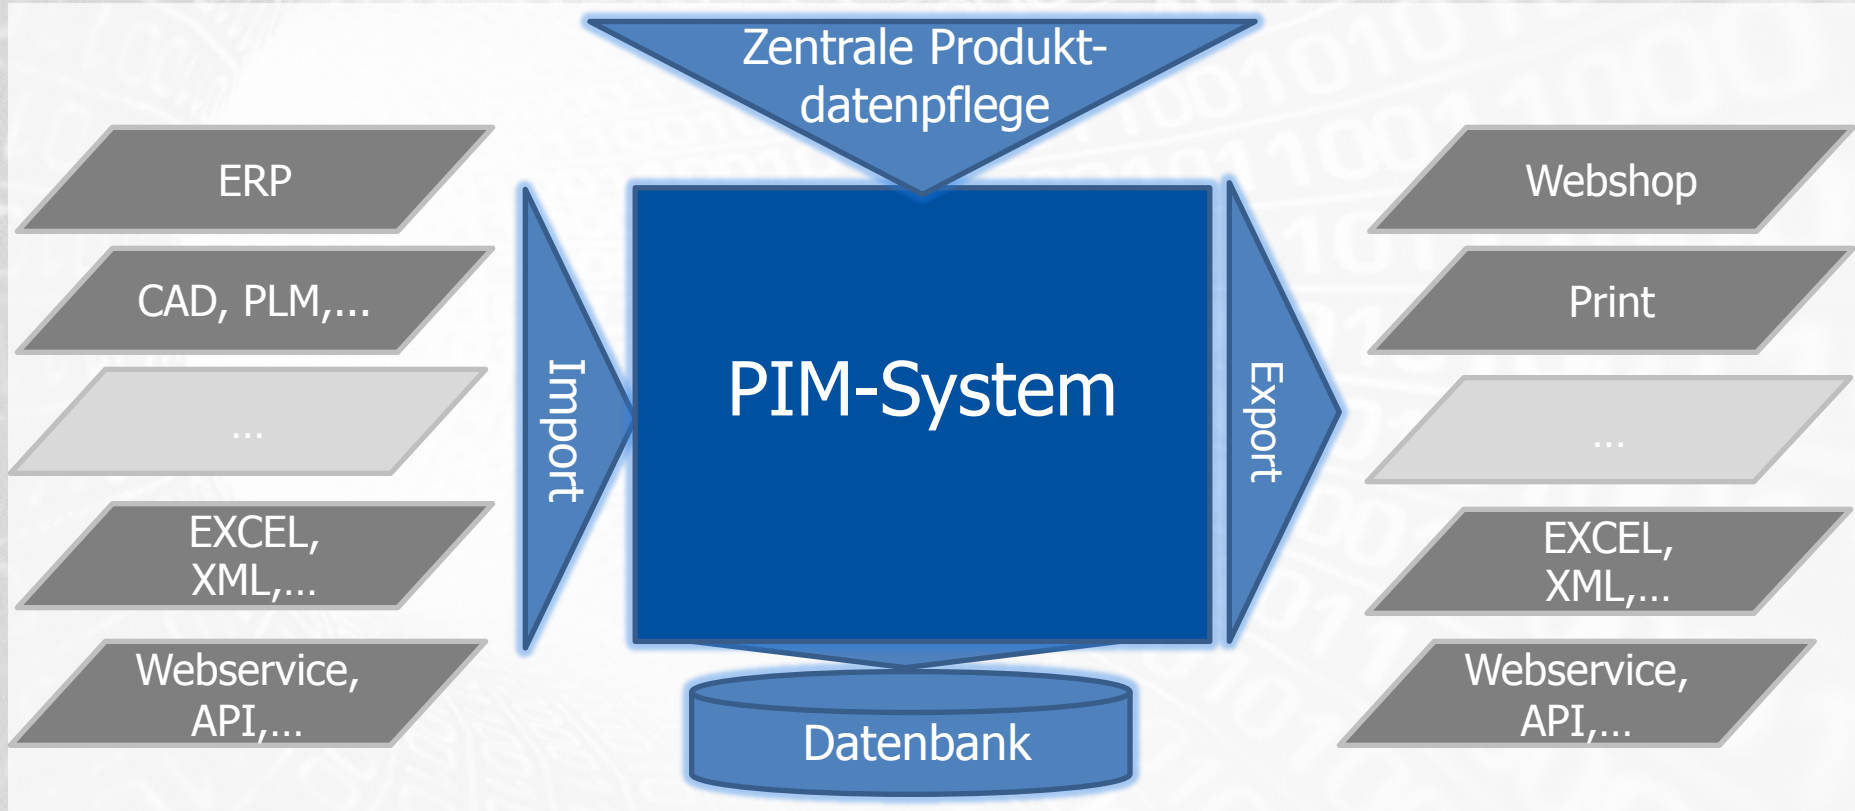 Zentrale Produkt-
datenpflege
ERP
CAD, PLM,...
...
EXCEL,
XML,...
Webservice,
API,...
Import
PIM-System
Export
Datenbank
Webshop
Print
...
EXCEL,
XML,...
Webservice,
API,...